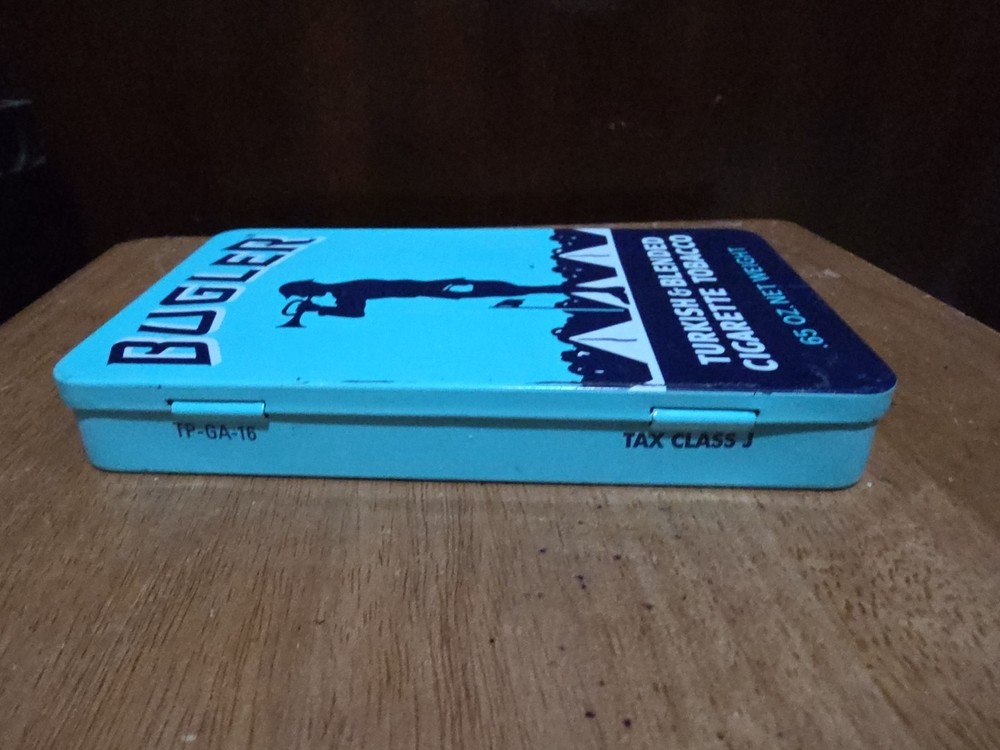 BUGLER
TURKISH & BLENDED
CIGARETTE TOBACCO
.65 OZ. NET WEIGHT
TP-GA-16
TAX CLASS J